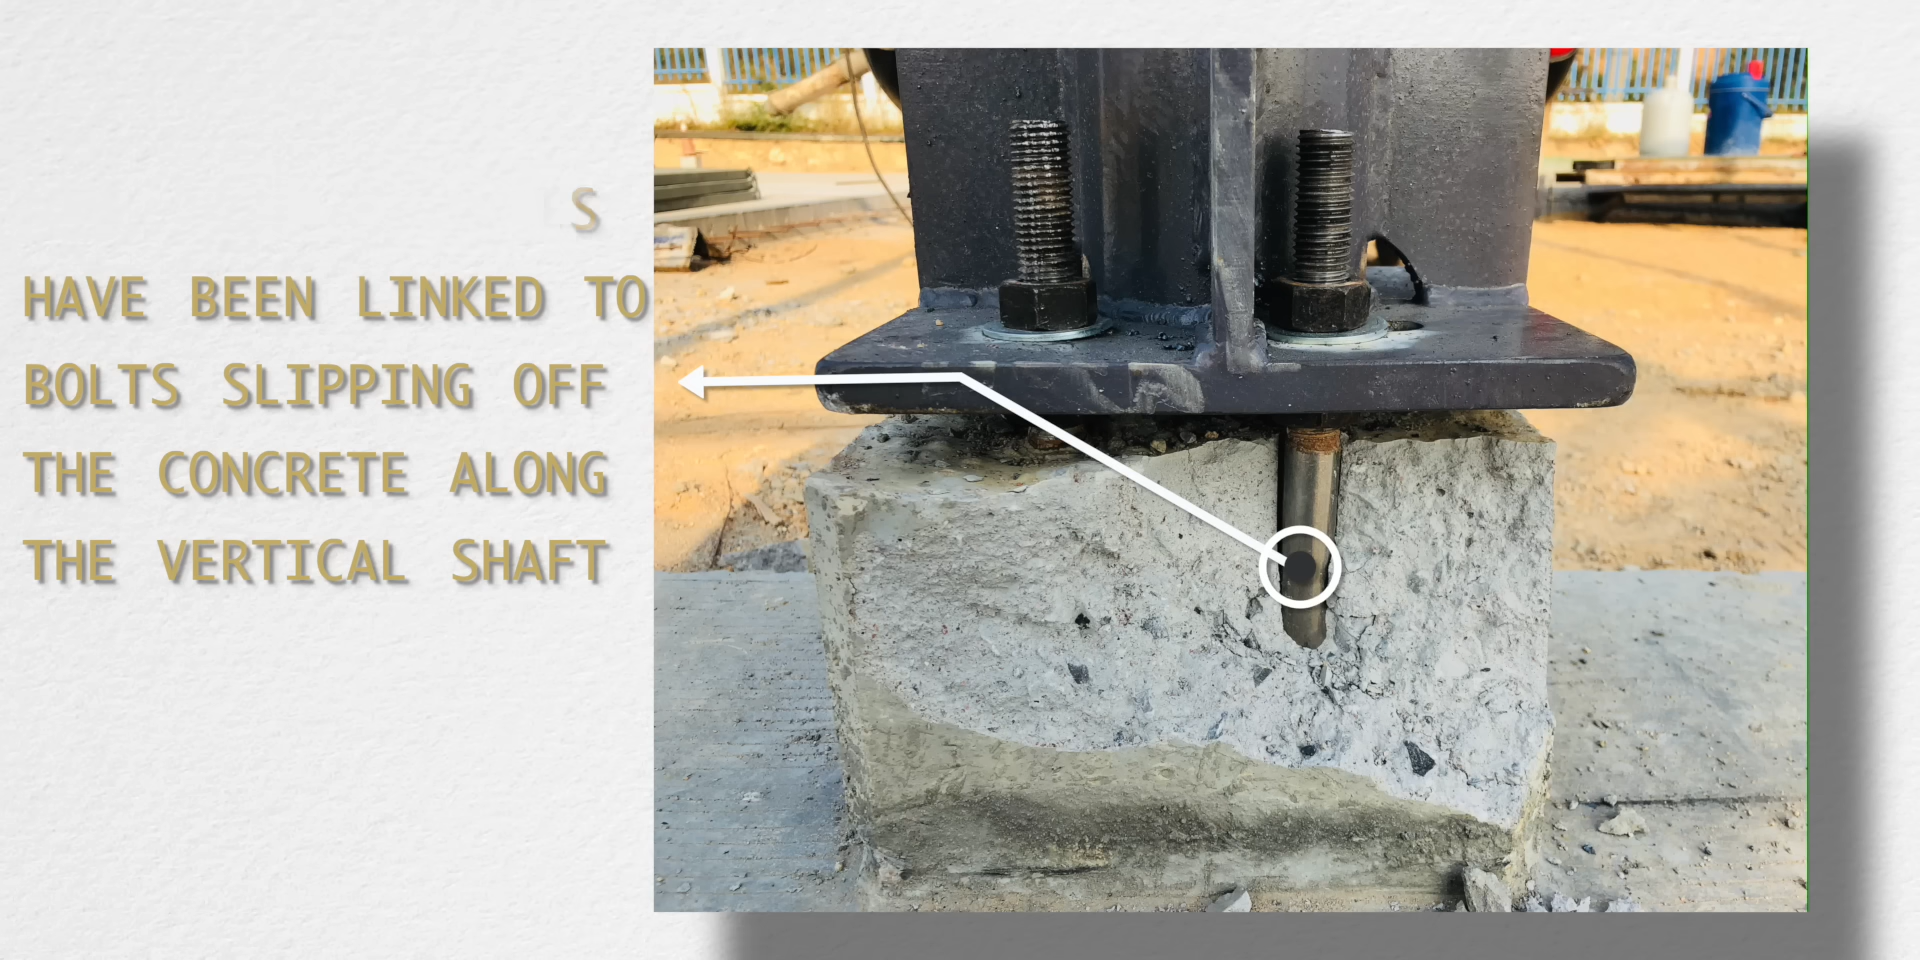 S
HAVE BEEN LINKED TO
BOLTS SLIPPING OFF
THE CONCRETE ALONG
THE VERTICAL SHAFT